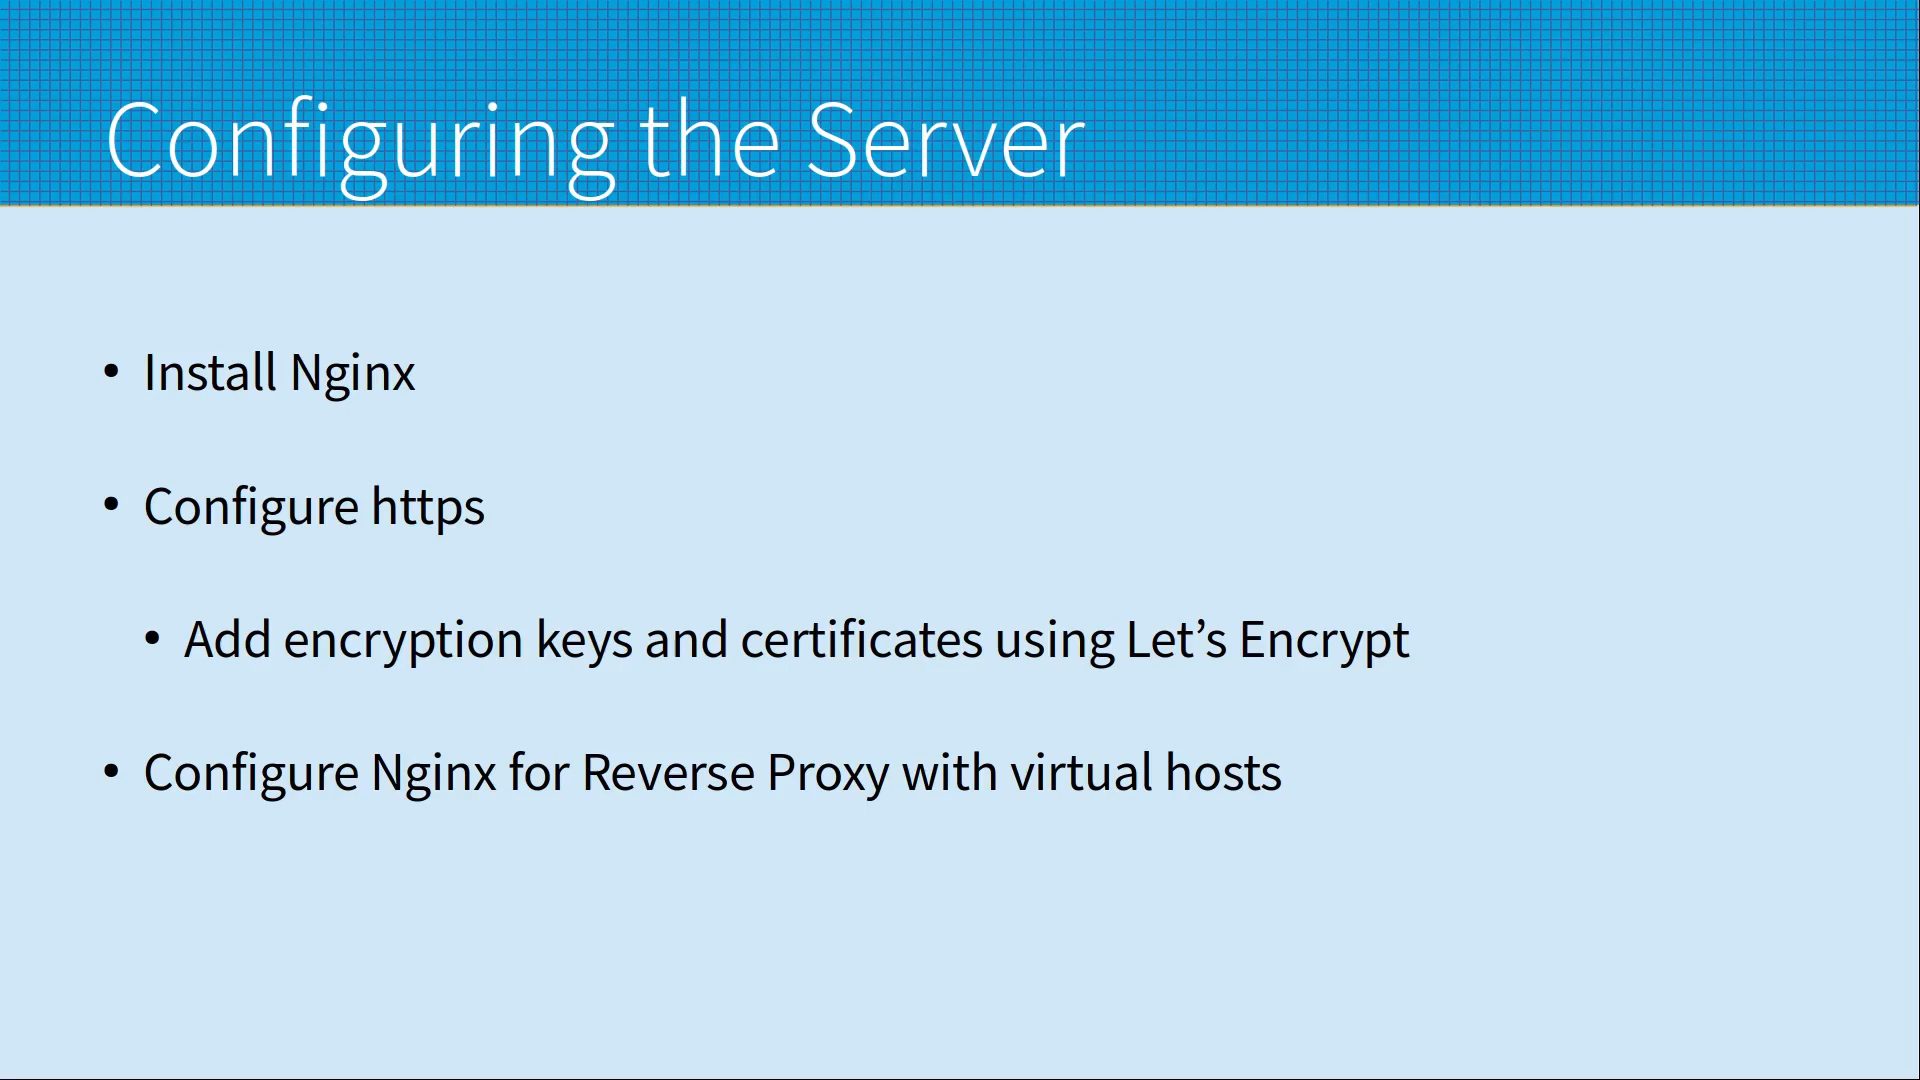 Configuring the Server
• Install Nginx
• Configure https
• Add encryption keys and certificates using Let’s Encrypt
• Configure Nginx for Reverse Proxy with virtual hosts